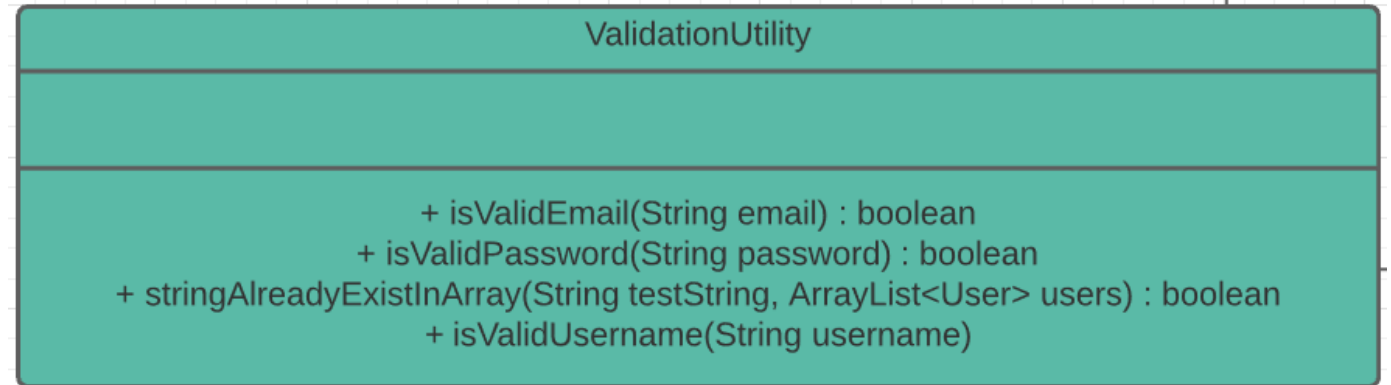 ValidationUtility
+ isValidEmail(String email) : boolean
+ isValidPassword(String password) : boolean
+ stringAlreadyExistInArray(String testString, ArrayList<User> users) : boolean
+ isValidUsername(String username)